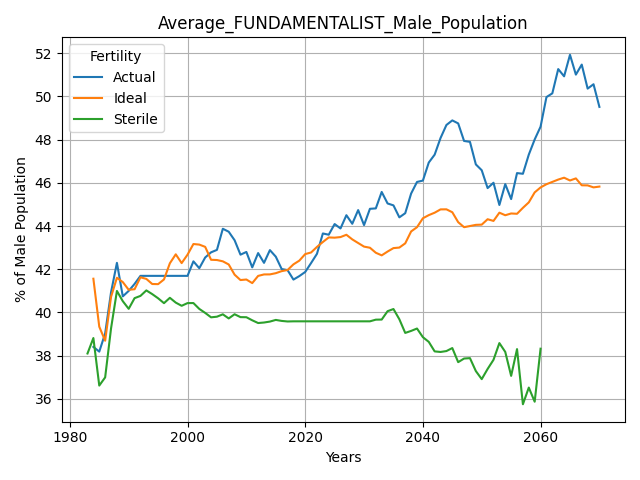 Average_FUNDAMENTALIST_Male_Population
Fertility
Actual
Ideal
Sterile
% of Male Population
52
50
48
46
44
42
40
38
36
1980
2000
2020
2040
2060
Years